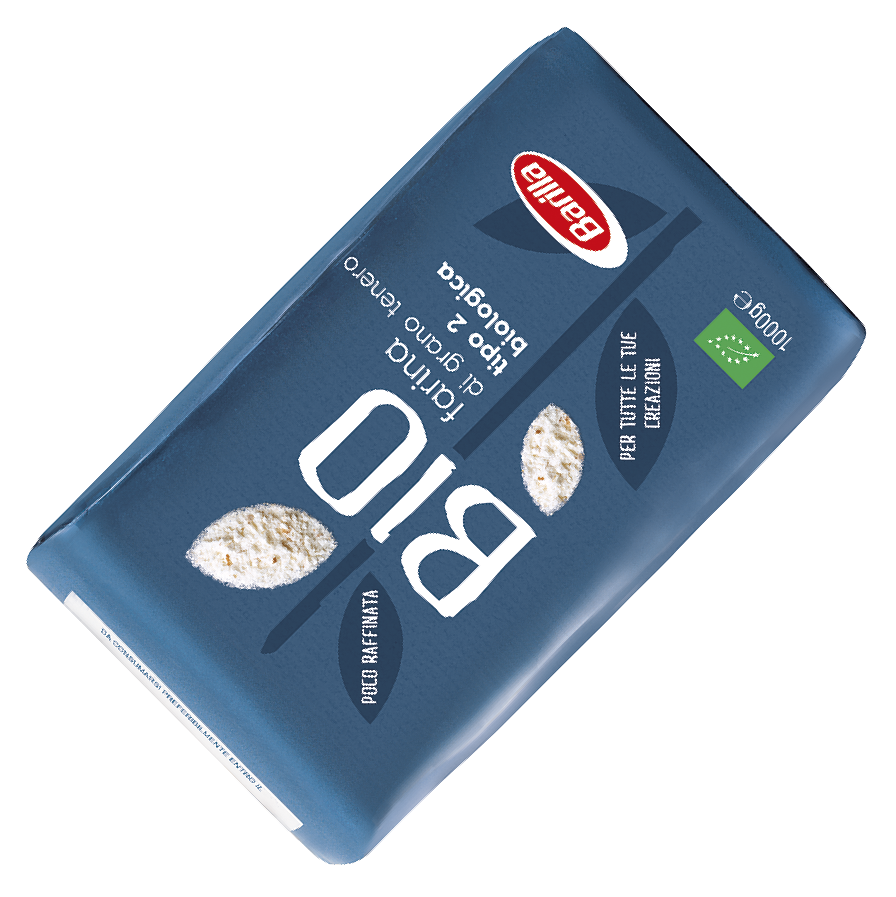 DA CONSUMARSI PREFERIBILMENTE ENTRO IL
POCO RAFFINATA
BIO
farina
di grano tenero
tipo 2
biologica
PER TUTTE LE TUE
CREAZIONI
Barilla
1000g ℮